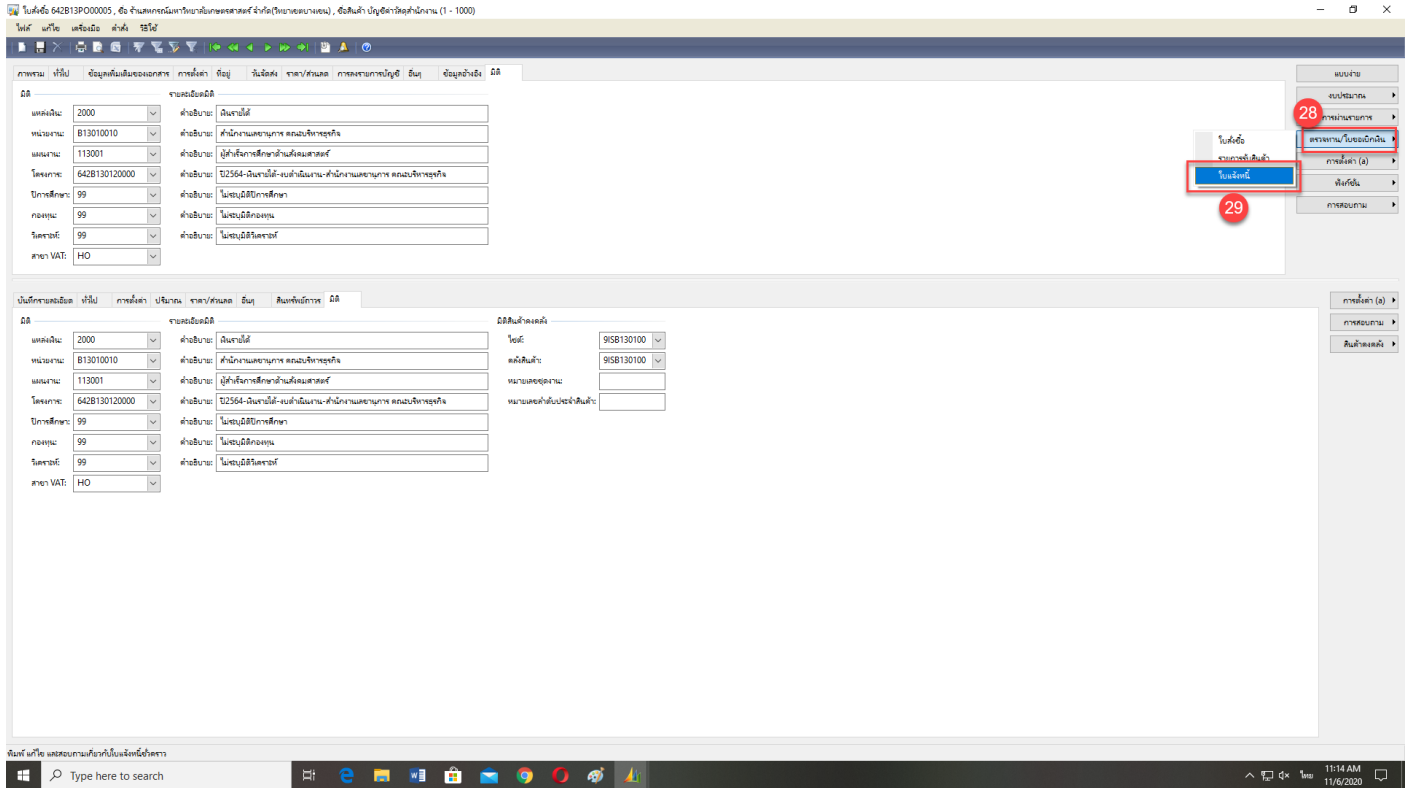 ใบสั่งซื้อ 642B13PO00005 , ชื่อ ร้านสหกรณ์มหาวิทยาลัยเกษตรศาสตร์ จำกัด(วิทยาเขตบางเขน) , ชื่อสินค้า บัญชีค่าวัสดุสำนักงาน (1 - 1000)
ไฟล์ แก้ไข เครื่องมือ คำสั่ง วิธีใช้
ภาพรวม ทั่วไป ข้อมูลเพิ่มเติมของเอกสาร การตั้งค่า ที่อยู่ วันจัดส่ง ราคา/ส่วนลด การลงรายการบัญชี อื่นๆ ข้อมูลอ้างอิง มิติ
มิติ รายละเอียดมิติ
แหล่งเงิน: 2000 คำอธิบาย: เงินรายได้
หน่วยงาน: B13010010 คำอธิบาย: สำนักงานเลขานุการ คณะบริหารธุรกิจ
แผนงาน: 113001 คำอธิบาย: ผู้สำเร็จการศึกษาด้านสังคมศาสตร์
โครงการ: 642B130120000 คำอธิบาย: ปี2564-เงินรายได้-งบดำเนินงาน-สำนักงานเลขานุการ คณะบริหารธุรกิจ
ปีการศึกษา: 99 คำอธิบาย: ไม่ระบุมิติปีการศึกษา
กองทุน: 99 คำอธิบาย: ไม่ระบุมิติกองทุน
วิเคราะห์: 99 คำอธิบาย: ไม่ระบุมิติวิเคราะห์
สาขา VAT: HO
แบบง่าย
งบประมาณ
28 การผ่านรายการ
ตรวจทาน/ใบขอเบิกเงิน
การตั้งค่า (a)
ฟังก์ชัน
การสอบถาม
ใบสั่งซื้อ
รายการรับสินค้า
ใบแจ้งหนี้
29
บันทึกรายละเอียด ทั่วไป การตั้งค่า ปริมาณ ราคา/ส่วนลด อื่นๆ สินทรัพย์ถาวร มิติ
มิติ รายละเอียดมิติ มิติสินค้าคงคลัง
แหล่งเงิน: 2000 คำอธิบาย: เงินรายได้ ไซต์: 9ISB130100
หน่วยงาน: B13010010 คำอธิบาย: สำนักงานเลขานุการ คณะบริหารธุรกิจ คลังสินค้า: 9ISB130100
แผนงาน: 113001 คำอธิบาย: ผู้สำเร็จการศึกษาด้านสังคมศาสตร์ หมายเลขชุดงาน:
โครงการ: 642B130120000 คำอธิบาย: ปี2564-เงินรายได้-งบดำเนินงาน-สำนักงานเลขานุการ คณะบริหารธุรกิจ หมายเลขลำดับประจำสินค้า:
ปีการศึกษา: 99 คำอธิบาย: ไม่ระบุมิติปีการศึกษา
กองทุน: 99 คำอธิบาย: ไม่ระบุมิติกองทุน
วิเคราะห์: 99 คำอธิบาย: ไม่ระบุมิติวิเคราะห์
สาขา VAT: HO
การตั้งค่า (a)
การสอบถาม
สินค้าคงคลัง
พิมพ์ แก้ไข และสอบถามเกี่ยวกับใบแจ้งหนี้ชั่วคราว
Type here to search
ไทย 11:14 AM
11/6/2020